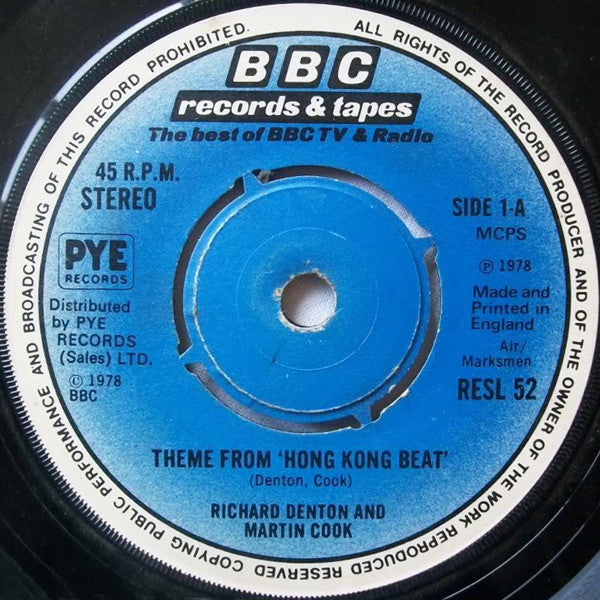 ALL RIGHTS OF THE RECORD PRODUCER AND OF THE OWNER OF THE WORK REPRODUCED RESERVED COPYING PUBLIC PERFORMANCE AND BROADCASTING OF THIS RECORD PROHIBITED.
BBC
records & tapes
The best of BBC TV & Radio
45 R.P.M.
STEREO
SIDE 1-A
MCPS
PYE
RECORDS
℗ 1978
Distributed
by PYE
RECORDS
(Sales) LTD.
© 1978
BBC
Made and
Printed in
England
Air/
Marksmen
RESL 52
THEME FROM 'HONG KONG BEAT'
(Denton, Cook)
RICHARD DENTON AND
MARTIN COOK